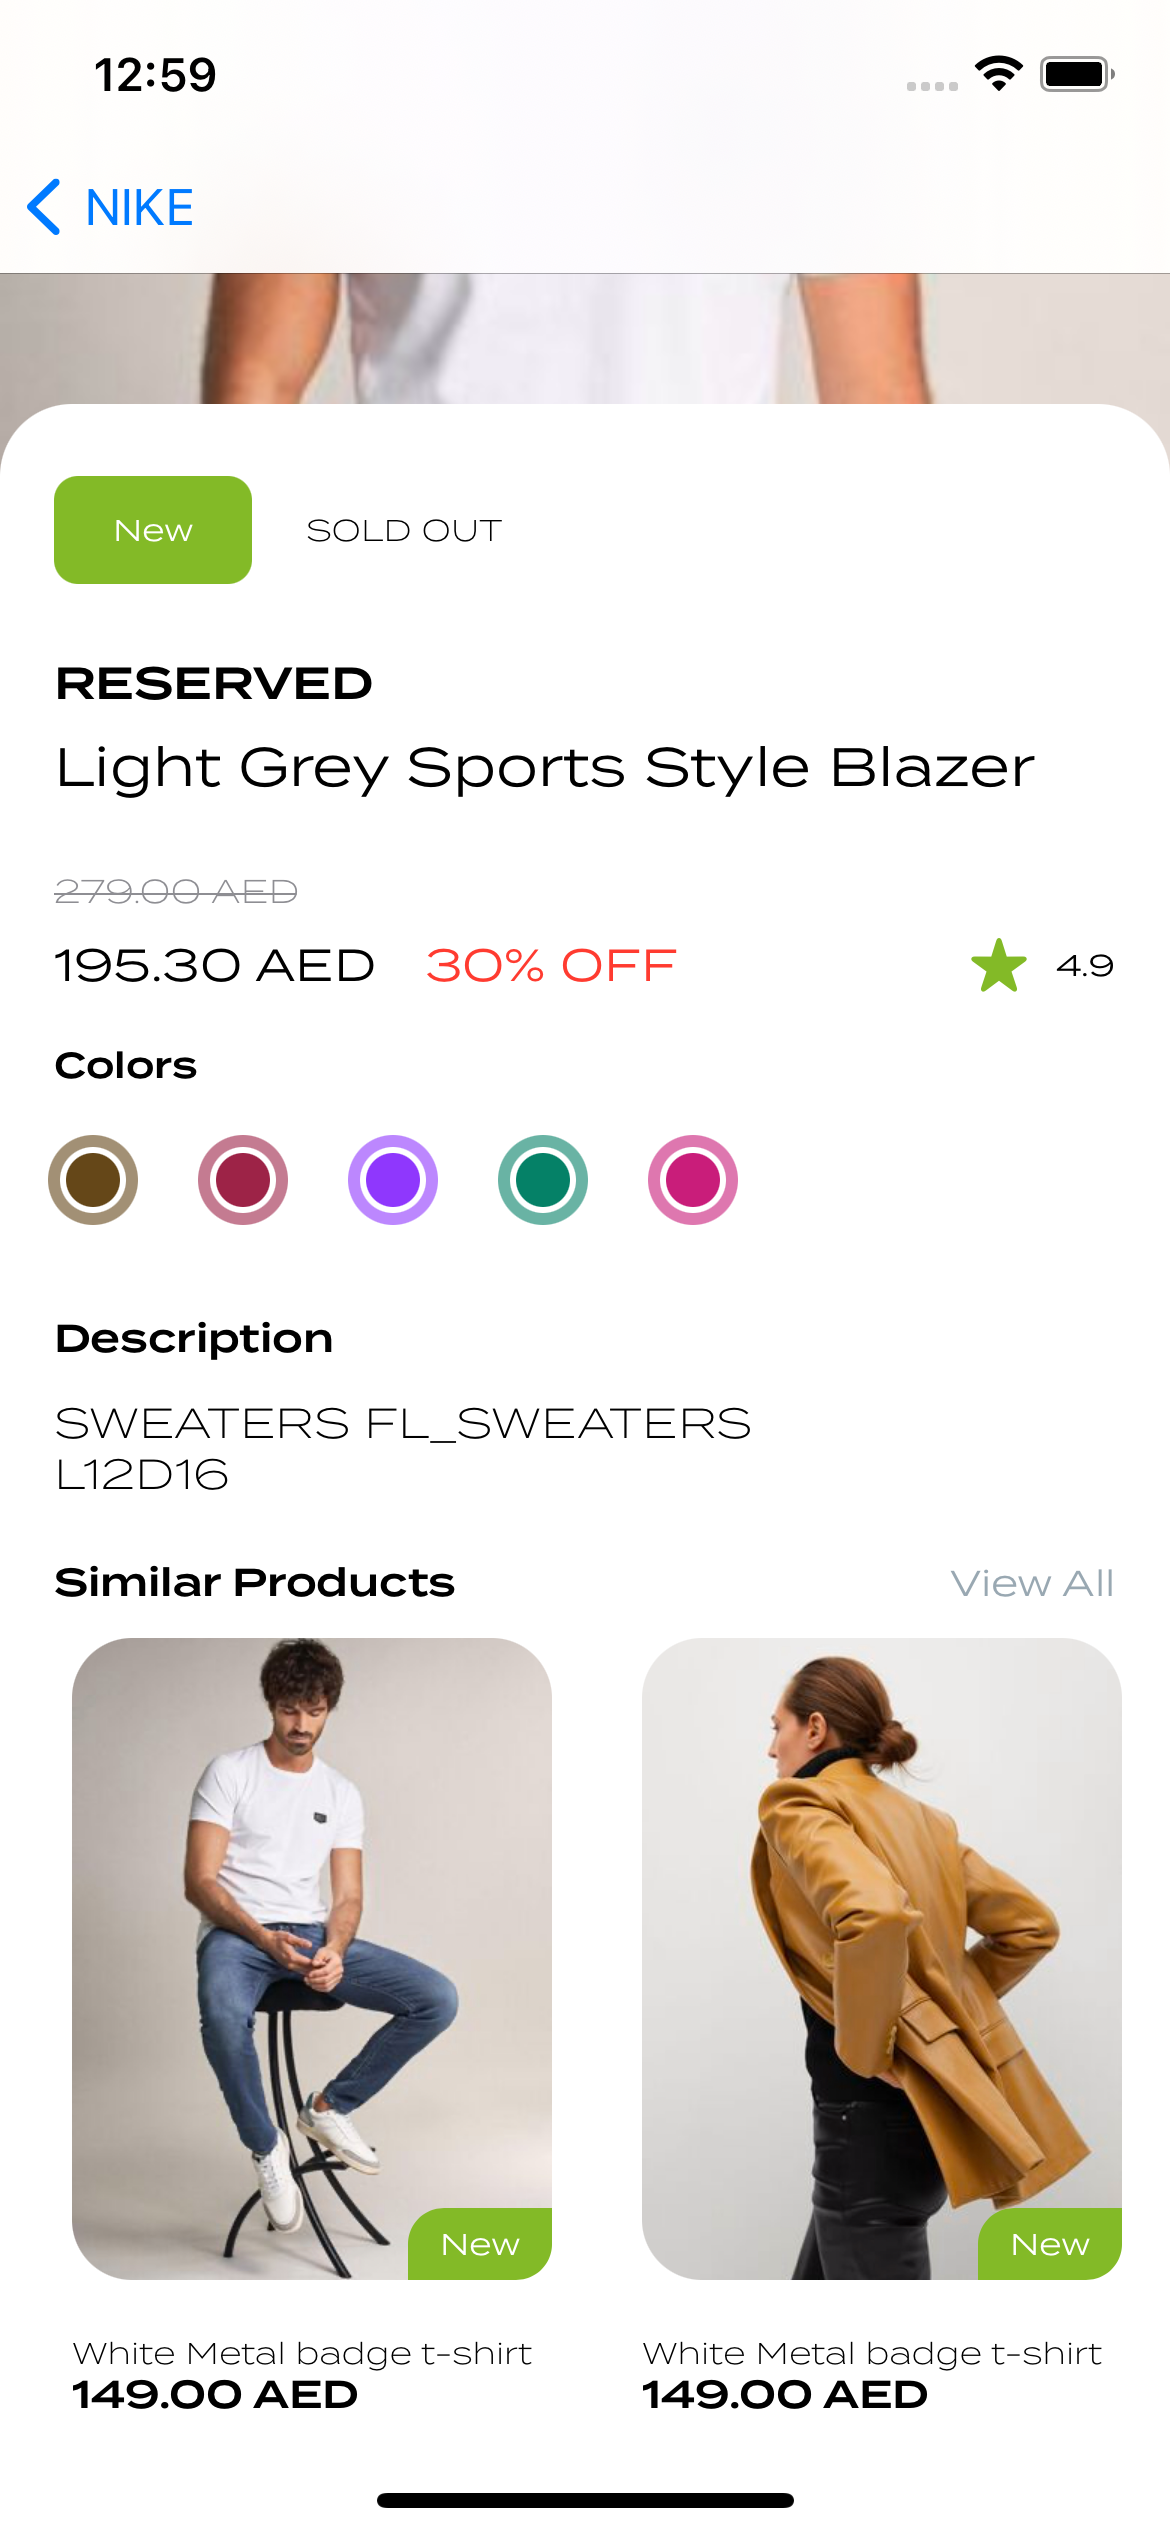 12:59
NIKE
New
SOLD OUT
RESERVED
Light Grey Sports Style Blazer
279.00 AED
195.30 AED 30% OFF 4.9
Colors
Description
SWEATERS FL_SWEATERS
L12D16
Similar Products View All
New
New
White Metal badge t-shirt
149.00 AED
White Metal badge t-shirt
149.00 AED